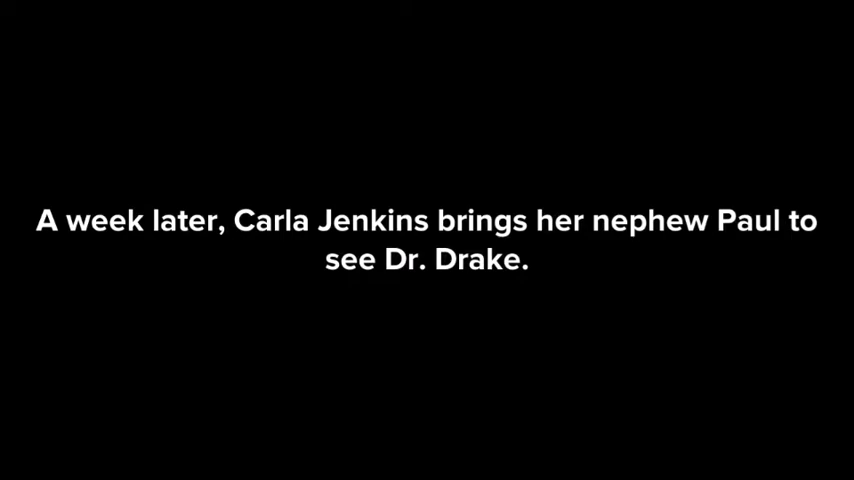 A week later, Carla Jenkins brings her nephew Paul to
see Dr. Drake.